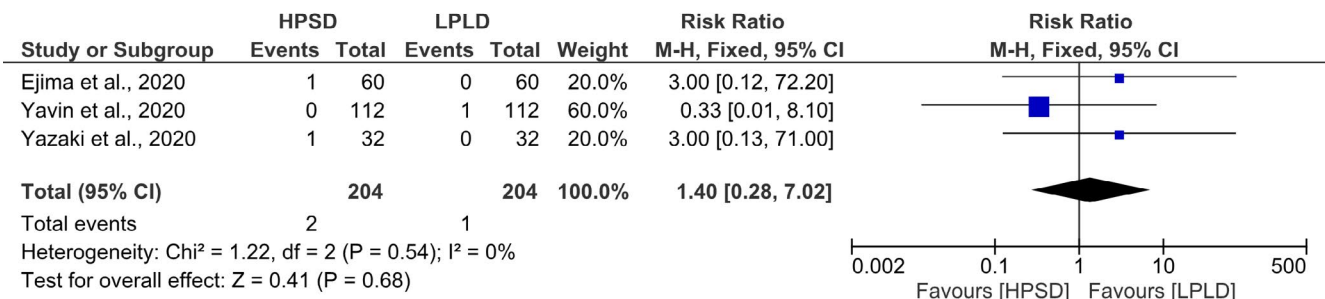 HPSD LPLD Risk Ratio Risk Ratio
Study or Subgroup Events Total Events Total Weight M-H, Fixed, 95% CI M-H, Fixed, 95% CI
Ejima et al., 2020 1 60 0 60 20.0% 3.00 [0.12, 72.20]
Yavin et al., 2020 0 112 1 112 60.0% 0.33 [0.01, 8.10]
Yazaki et al., 2020 1 32 0 32 20.0% 3.00 [0.13, 71.00]
Total (95% CI) 204 204 100.0% 1.40 [0.28, 7.02]
Total events 2 1
Heterogeneity: Chi² = 1.22, df = 2 (P = 0.54); I² = 0%
Test for overall effect: Z = 0.41 (P = 0.68)
0.002 0.1 1 10 500
Favours [HPSD] Favours [LPLD]